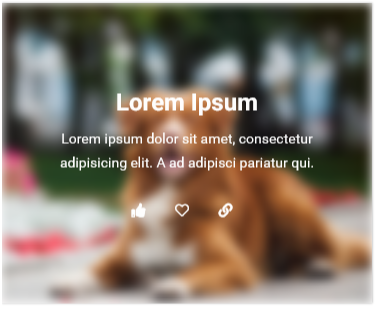 Lorem Ipsum
Lorem ipsum dolor sit amet, consectetur
adipisicing elit. A ad adipisci pariatur qui.